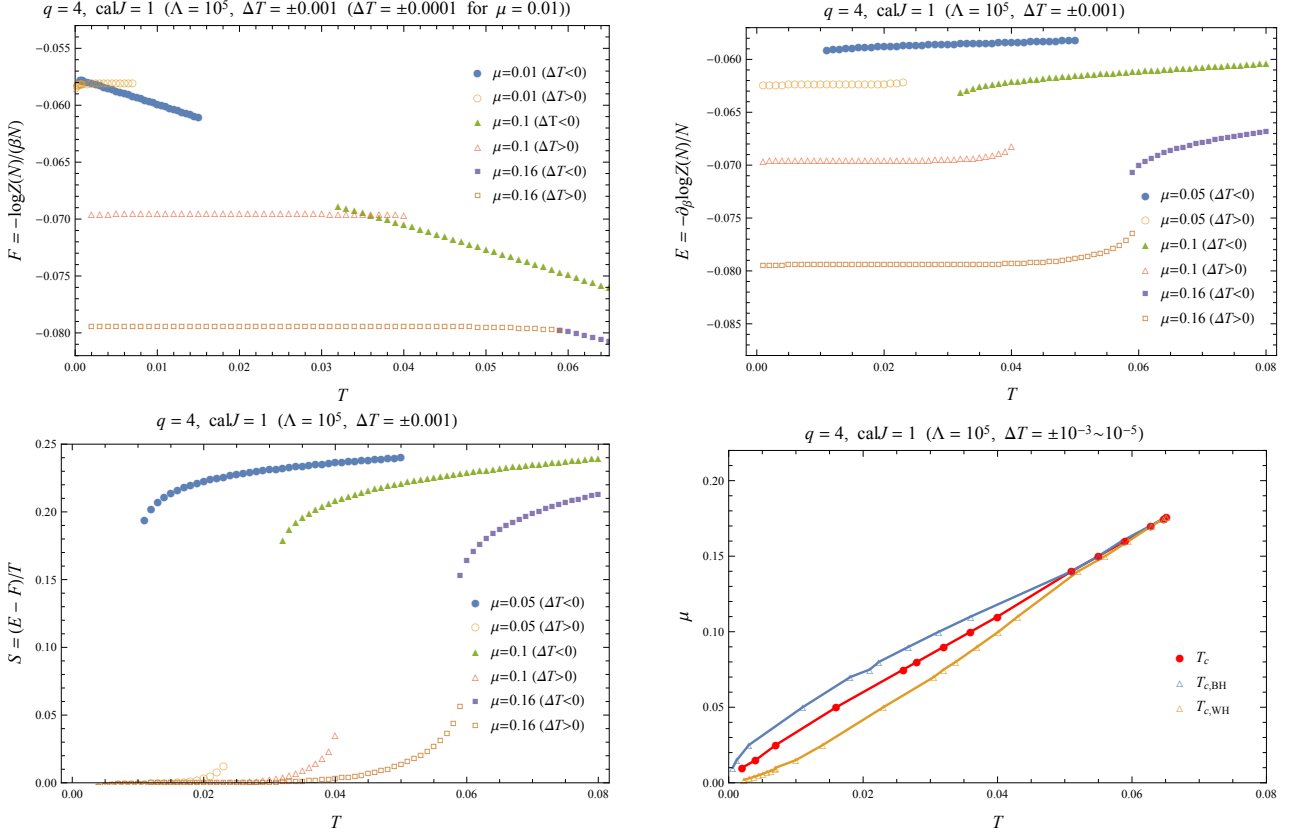 q = 4, calJ = 1 (Λ = 10⁵, ΔT = ±0.001 (ΔT = ±0.0001 for μ = 0.01))
F = −logZ(N)/(βN)
−0.055
−0.060
−0.065
−0.070
−0.075
−0.080
μ=0.01 (ΔT<0)
μ=0.01 (ΔT>0)
μ=0.1 (ΔT<0)
μ=0.1 (ΔT>0)
μ=0.16 (ΔT<0)
μ=0.16 (ΔT>0)
0.00 0.01 0.02 0.03 0.04 0.05 0.06
T
q = 4, calJ = 1 (Λ = 10⁵, ΔT = ±0.001)
E = −∂βlogZ(N)/N
−0.060
−0.065
−0.070
−0.075
−0.080
−0.085
μ=0.05 (ΔT<0)
μ=0.05 (ΔT>0)
μ=0.1 (ΔT<0)
μ=0.1 (ΔT>0)
μ=0.16 (ΔT<0)
μ=0.16 (ΔT>0)
0.00 0.02 0.04 0.06 0.08
T
q = 4, calJ = 1 (Λ = 10⁵, ΔT = ±0.001)
S = (E − F)/T
0.25
0.20
0.15
0.10
0.05
0.00
μ=0.05 (ΔT<0)
μ=0.05 (ΔT>0)
μ=0.1 (ΔT<0)
μ=0.1 (ΔT>0)
μ=0.16 (ΔT<0)
μ=0.16 (ΔT>0)
0.00 0.02 0.04 0.06 0.08
T
q = 4, calJ = 1 (Λ = 10⁵, ΔT = ±10⁻³~10⁻⁵)
μ
0.20
0.15
0.10
0.05
0.00
Tc
Tc,BH
Tc,WH
0.00 0.02 0.04 0.06 0.08
T